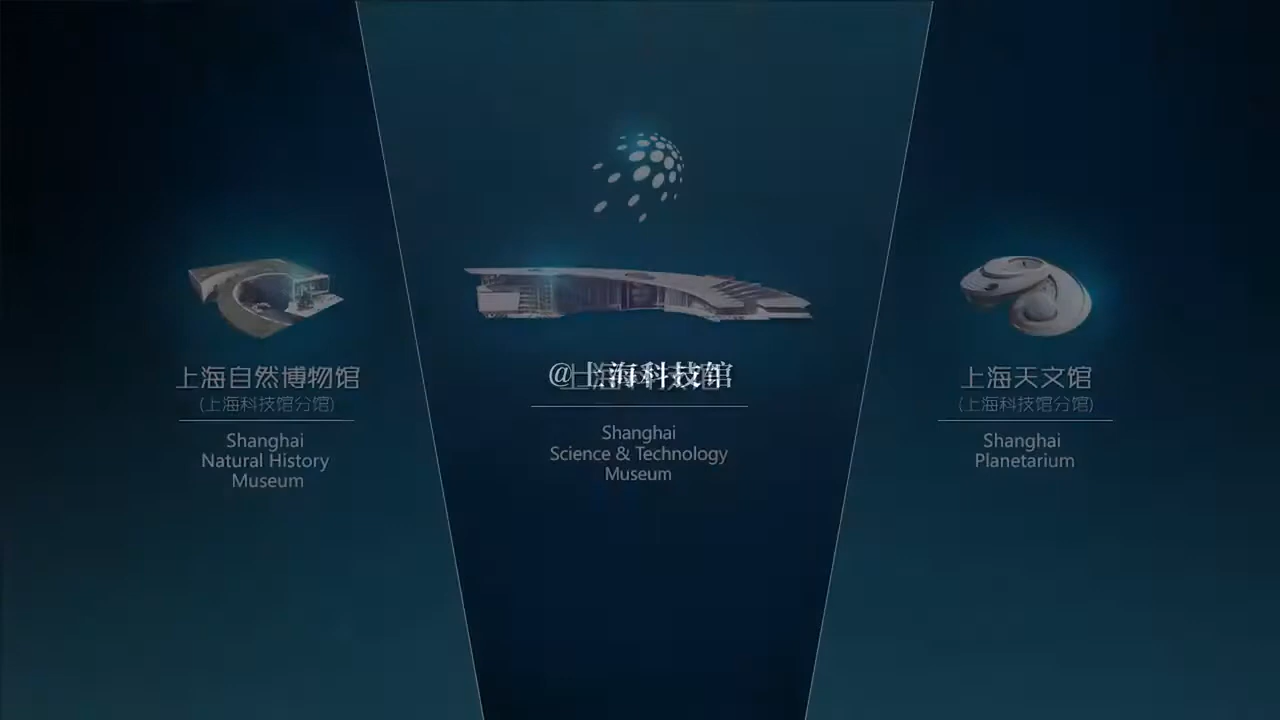 上海自然博物馆
(上海科技馆分馆)
Shanghai
Natural History
Museum
@上海科技馆
Shanghai
Science & Technology
Museum
上海天文馆
(上海科技馆分馆)
Shanghai
Planetarium